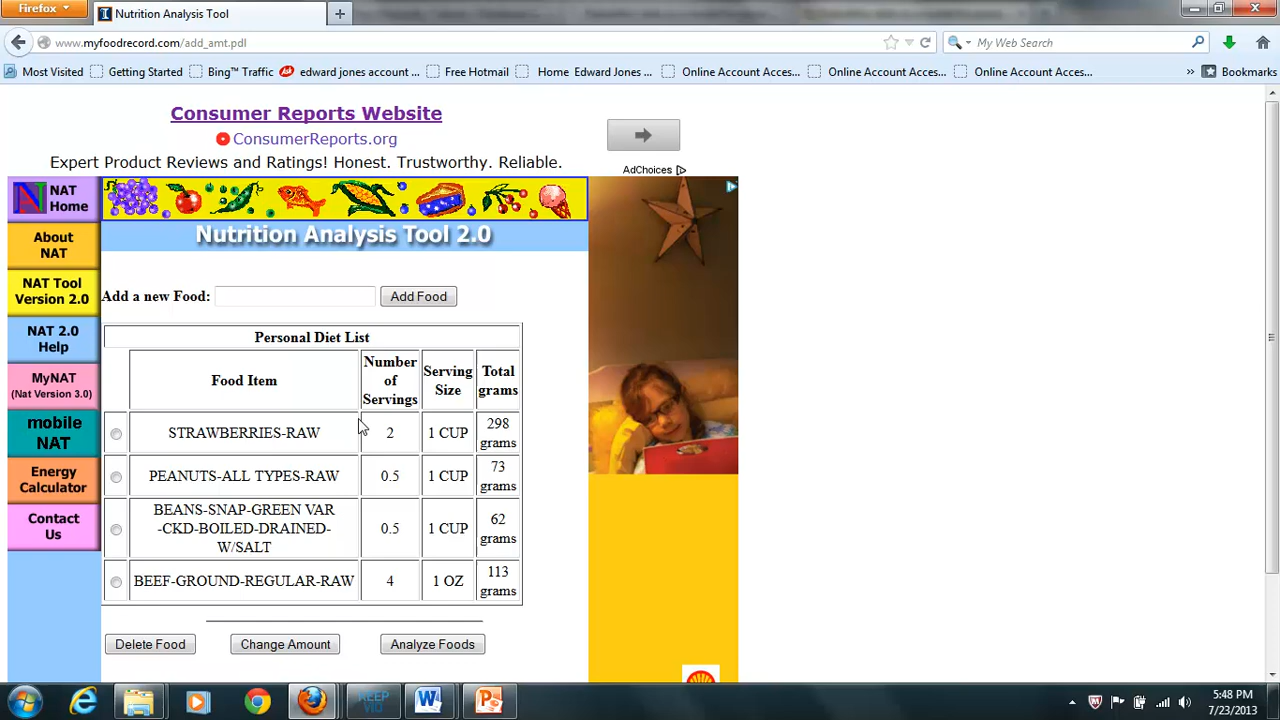 Firefox
Nutrition Analysis Tool
www.myfoodrecord.com/add_amt.pdl
My Web Search
Most Visited
Getting Started
Bing™ Traffic
edward jones account ...
Free Hotmail
Home Edward Jones ...
Online Account Acces...
Online Account Acces...
Online Account Acces...
»
Bookmarks
Consumer Reports Website
ConsumerReports.org
Expert Product Reviews and Ratings! Honest. Trustworthy. Reliable.
AdChoices
NAT
Home
About
NAT
NAT Tool
Version 2.0
NAT 2.0
Help
MyNAT
(Nat Version 3.0)
mobile
NAT
Energy
Calculator
Contact
Us
Nutrition Analysis Tool 2.0
Add a new Food:
Add Food
Personal Diet List
Food Item
Number of Servings
Serving Size
Total grams
STRAWBERRIES-RAW 2 1 CUP 298 grams
PEANUTS-ALL TYPES-RAW 0.5 1 CUP 73 grams
BEANS-SNAP-GREEN VAR
-CKD-BOILED-DRAINED-
W/SALT
0.5 1 CUP 62 grams
BEEF-GROUND-REGULAR-RAW 4 1 OZ 113 grams
Delete Food
Change Amount
Analyze Foods
KEEP
VID
5:48 PM
7/23/2013